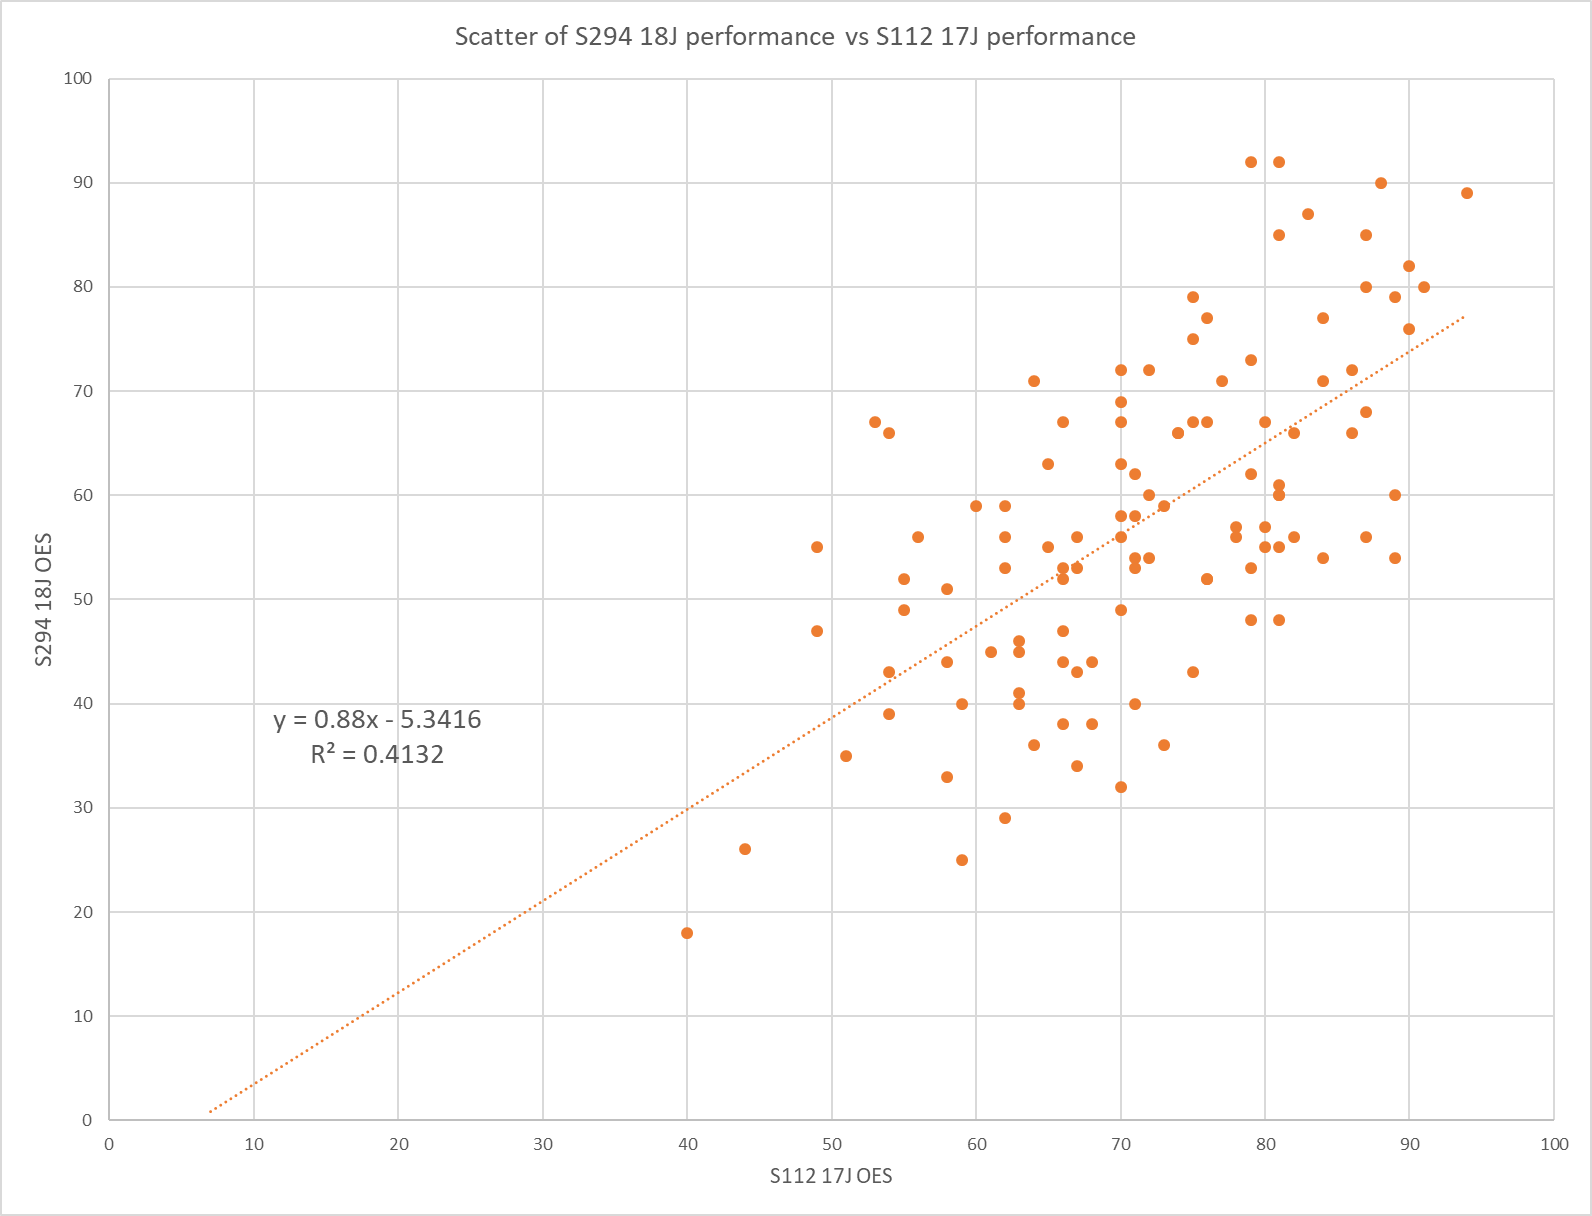 Scatter of S294 18J performance vs S112 17J performance
100
90
80
70
60
50
40
30
20
10
0
S294 18J OES
y = 0.88x - 5.3416
R² = 0.4132
0 10 20 30 40 50 60 70 80 90 100
S112 17J OES